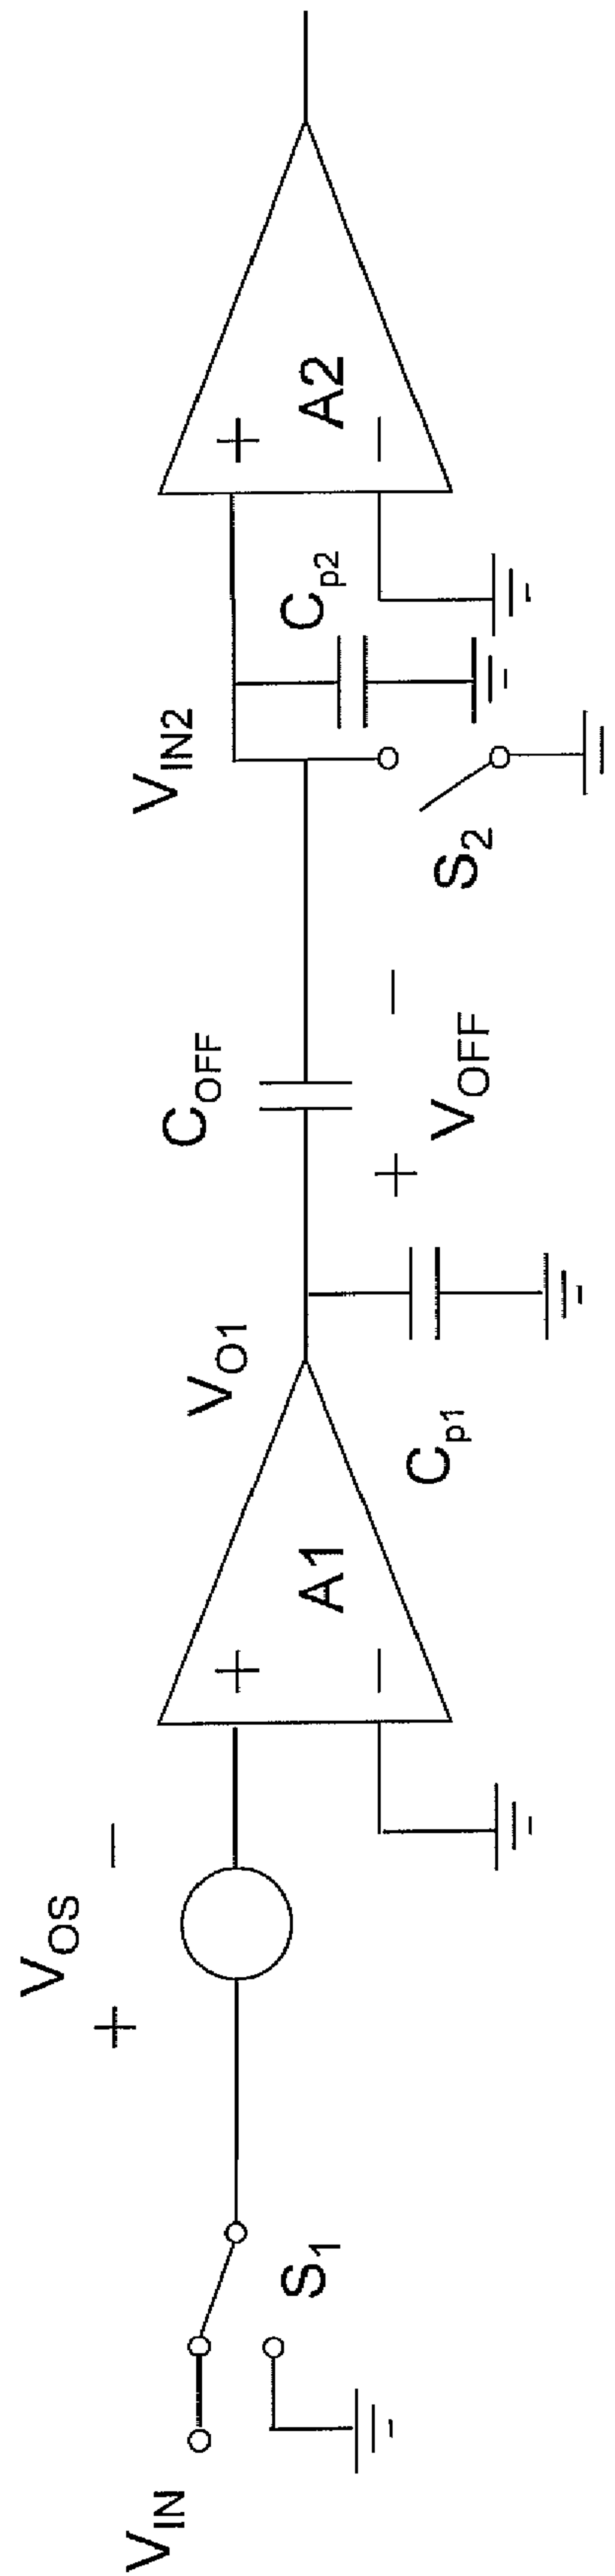 V_IN
S_1
+ V_OS −
+
A1
−
V_O1
C_p1
C_OFF
+ V_OFF −
V_IN2
S_2
C_p2
+
A2
−